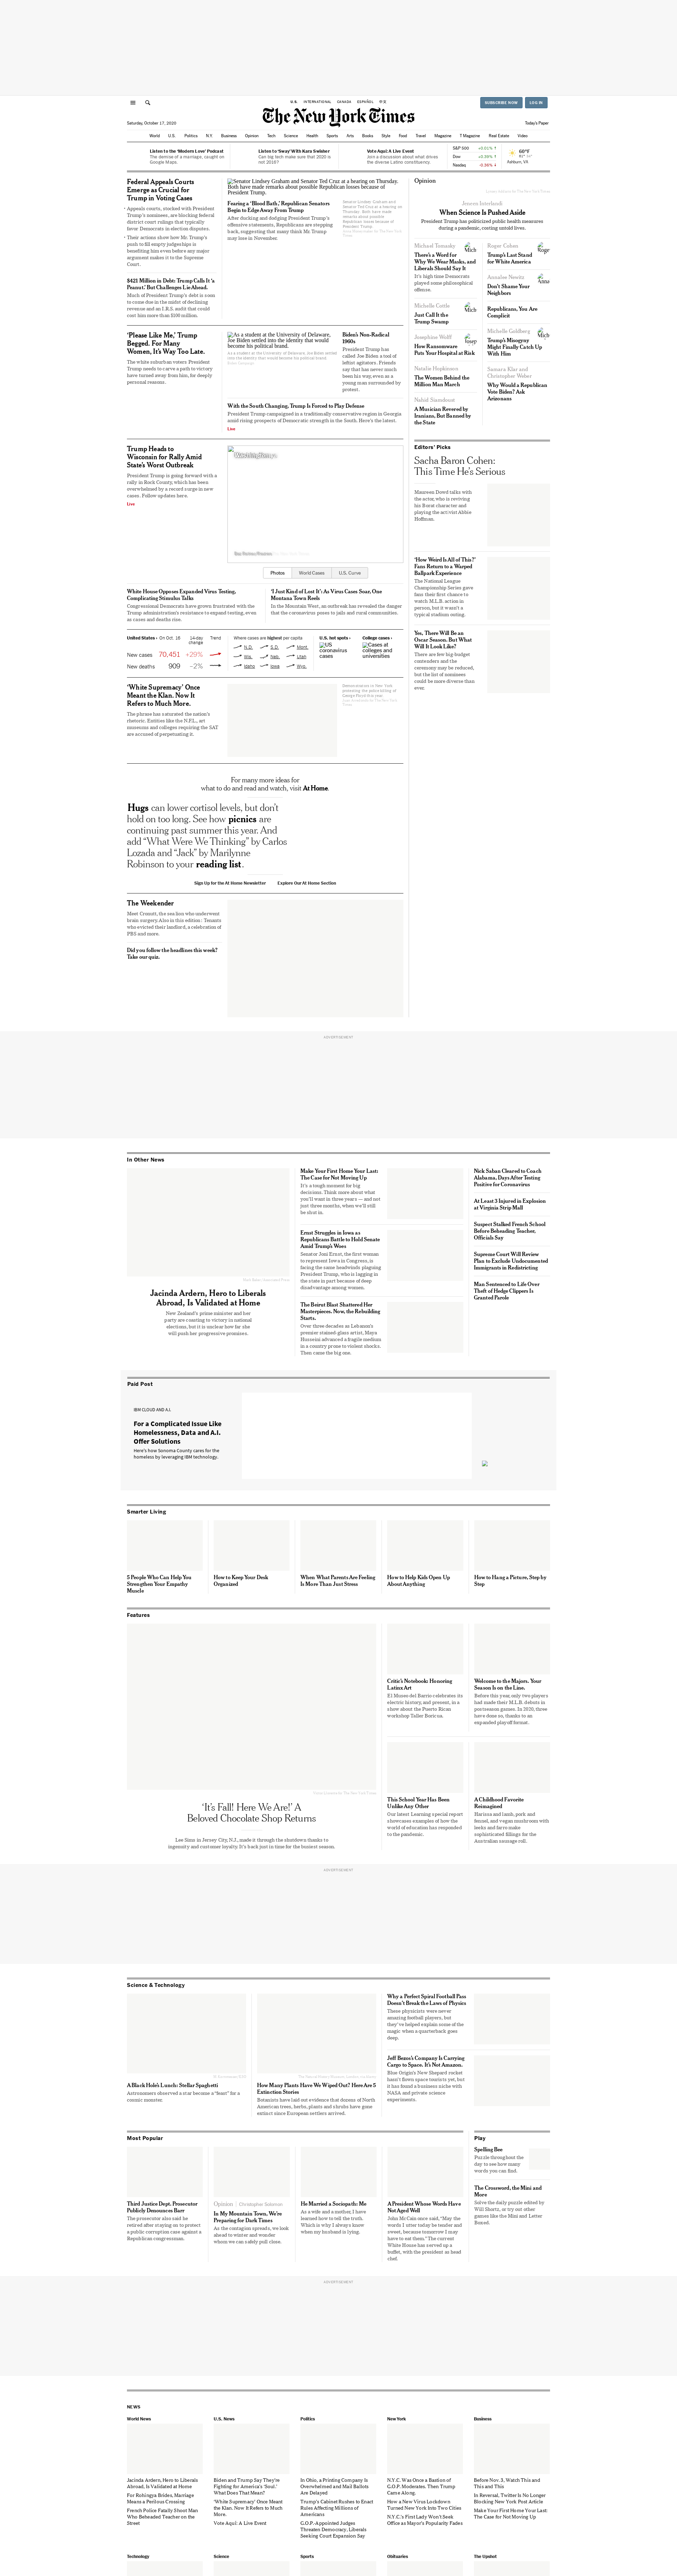 U.S. INTERNATIONAL CANADA ESPAÑOL 中文
SUBSCRIBE NOW LOG IN
The New York Times
Saturday, October 17, 2020
Today's Paper
World U.S. Politics N.Y. Business Opinion Tech Science Health Sports Arts Books Style Food Travel Magazine T Magazine Real Estate Video
Listen to the 'Modern Love' Podcast
The demise of a marriage, caught on
Google Maps.
Listen to 'Sway' With Kara Swisher
Can big tech make sure that 2020 is
not 2016?
Vote Aquí: A Live Event
Join a discussion about what drives
the diverse Latino constituency.
S&P 500 +0.01% ↑
Dow +0.39% ↑
Nasdaq -0.36% ↓
60°F
Ashburn, VA
Federal Appeals Courts
Emerge as Crucial for
Trump in Voting Cases
• Appeals courts, stocked with President
Trump's nominees, are blocking federal
district court rulings that typically
favor Democrats in election disputes.
• Their actions show how Mr. Trump's
push to fill empty judgeships is
benefiting him even before any major
argument makes it to the Supreme
Court.
$421 Million in Debt: Trump Calls It 'a
Peanut,' But Challenges Lie Ahead.
Much of President Trump's debt is soon
to come due in the midst of declining
revenue and an I.R.S. audit that could
cost him more than $100 million.
Senator Lindsey Graham and Senator Ted Cruz at a hearing on Thursday.
Both have made remarks about possible Republican losses because of
President Trump.
Fearing a 'Blood Bath,' Republican Senators
Begin to Edge Away From Trump
After ducking and dodging President Trump's
offensive statements, Republicans are stepping
back, suggesting that they think Mr. Trump
may lose in November.
Senator Lindsey Graham and
Senator Ted Cruz at a hearing on
Thursday. Both have made
remarks about possible
Republican losses because of
President Trump.
'Please Like Me,' Trump
Begged. For Many
Women, It's Way Too Late.
The white suburban voters President
Trump needs to carve a path to victory
have turned away from him, for deeply
personal reasons.
As a student at the University of Delaware,
Joe Biden settled into the identity that would
become his political brand.
As a student at the University of Delaware, Joe Biden settled
into the identity that would become his political brand.
Biden's Non-Radical
1960s
President Trump has
called Joe Biden a tool of
leftist agitators. Friends
say that has never much
been his way, even as a
young man surrounded by
protest.
With the South Changing, Trump Is Forced to Play Defense
President Trump campaigned in a traditionally conservative region in Georgia
amid rising prospects of Democratic strength in the South. Here's the latest.
Live
Trump Heads to
Wisconsin for Rally Amid
State's Worst Outbreak
President Trump is going forward with a
rally in Rock County, which has been
overwhelmed by a record surge in new
cases. Follow updates here.
Live
Photos World Cases U.S. Curve
White House Opposes Expanded Virus Testing,
Complicating Stimulus Talks
Congressional Democrats have grown frustrated with the
Trump administration's resistance to expand testing, even
as cases and deaths rise.
'I Just Kind of Lost It': As Virus Cases Soar, One
Montana Town Reels
In the Mountain West, an outbreak has revealed the danger
that the coronavirus poses to jails and rural communities.
United States › On Oct. 16 14-day change Trend
New cases 70,451 +29%
New deaths 909 –2%
Where cases are highest per capita
N.D. S.D. Mont.
Wis. Neb. Utah
Idaho Iowa Wyo.
U.S. hot spots ›
US
coronavirus
cases
College cases ›
Cases at
colleges and
universities
'White Supremacy' Once
Meant the Klan. Now It
Refers to Much More.
The phrase has saturated the nation's
rhetoric. Entities like the N.F.L., art
museums and colleges requiring the SAT
are accused of perpetuating it.
For many more ideas for
what to do and read and watch, visit At Home.
Hugs can lower cortisol levels, but don't
hold on too long. See how picnics are
continuing past summer this year. And
add "What Were We Thinking" by Carlos
Lozada and "Jack" by Marilynne
Robinson to your reading list.
Sign Up for the At Home Newsletter Explore Our At Home Section
The Weekender
Meet Cronutt, the sea lion who underwent
brain surgery. Also in this edition: Tenants
who evicted their landlord, a celebration of
PBS and more.
Did you follow the headlines this week?
Take our quiz.
Opinion
Jeneen Interlandi
When Science Is Pushed Aside
President Trump has politicized public health measures
during a pandemic, costing untold lives.
Michael Tomasky
There's a Word for
Why We Wear Masks, and
Liberals Should Say It
It's high time Democrats
played some philosophical
offense.
Michelle Cottle
Just Call It the
Trump Swamp
Josephine Wolff
How Ransomware
Puts Your Hospital at Risk
Natalie Hopkinson
The Women Behind the
Million Man March
Nahid Siamdoust
A Musician Revered by
Iranians, But Banned by
the State
Roger Cohen
Trump's Last Stand
for White America
Annalee Newitz
Don't Shame Your
Neighbors
Republicans, You Are
Complicit
Michelle Goldberg
Trump's Misogyny
Might Finally Catch Up
With Him
Samara Klar and
Christopher Weber
Why Would a Republican
Vote Biden? Ask
Arizonans
Editors' Picks
Sacha Baron Cohen:
This Time He's Serious
Maureen Dowd talks with
the actor, who is reviving
his Borat character and
playing the activist Abbie
Hoffman.
'How Weird Is All of This?'
Fans Return to a Warped
Ballpark Experience
The National League
Championship Series gave
fans their first chance to
watch M.L.B. action in
person, but it wasn't a
typical stadium outing.
Yes, There Will Be an
Oscar Season. But What
Will It Look Like?
There are few big budget
contenders and the
ceremony may be reduced,
but the slate of nominees
could be more diverse than
ever.
ADVERTISEMENT
In Other News
Jacinda Ardern, Hero to Liberals
Abroad, Is Validated at Home
New Zealand's prime minister and her
party are coasting to victory in national
elections, but it is unclear how far she
will push her progressive promises.
Make Your First Home Your Last:
The Case for Not Moving Up
It's a tough moment for big
decisions. Think more about what
you'll want in three years — and not
just three months, when we'll still
be shut in.
Ernst Struggles in Iowa as
Republicans Battle to Hold Senate
Amid Trump's Woes
Senator Joni Ernst, the first woman
to represent Iowa in Congress, is
facing the same headwinds plaguing
President Trump, who is lagging in
the state in part because of deep
disadvantage among women.
The Beirut Blast Shattered Her
Masterpieces. Now, the Rebuilding
Starts.
Over three decades as Lebanon's
premier stained-glass artist, Maya
Husseini advanced a fragile medium
in a country prone to violent shocks.
Then came the big one.
Nick Saban Cleared to Coach
Alabama, Days After Testing
Positive for Coronavirus
At Least 3 Injured in Explosion
at Virginia Strip Mall
Suspect Stalked French School
Before Beheading Teacher,
Officials Say
Supreme Court Will Review
Plan to Exclude Undocumented
Immigrants in Redistricting
Man Sentenced to Life Over
Theft of Hedge Clippers Is
Granted Parole
Paid Post
IBM CLOUD AND A.I.
For a Complicated Issue Like
Homelessness, Data and A.I.
Offer Solutions
Here's how Sonoma County cares for the
homeless by leveraging IBM technology.
Smarter Living
5 People Who Can Help You
Strengthen Your Empathy
Muscle
How to Keep Your Desk
Organized
When What Parents Are Feeling
Is More Than Just Stress
How to Help Kids Open Up
About Anything
How to Hang a Picture, Step by
Step
Features
'It's Fall! Here We Are!' A
Beloved Chocolate Shop Returns
Lee Sims in Jersey City, N.J., made it through the shutdown thanks to
ingenuity and customer loyalty. It's back just in time for the busiest season.
Critic's Notebook: Honoring
Latinx Art
El Museo del Barrio celebrates its
electric history, and present, in a
show about the Puerto Rican
workshop Taller Boricua.
Welcome to the Majors. Your
Season Is on the Line.
Before this year, only two players
had made their M.L.B. debuts in
postseason games. In 2020, three
have done so, thanks to an
expanded playoff format.
This School Year Has Been
Unlike Any Other
Our latest Learning special report
showcases examples of how the
world of education has responded
to the pandemic.
A Childhood Favorite
Reimagined
Harissa and lamb, pork and
fennel, and vegan mushroom with
leeks and farro make
sophisticated fillings for the
Australian sausage roll.
ADVERTISEMENT
Science & Technology
A Black Hole's Lunch: Stellar Spaghetti
Astronomers observed a star become a "feast" for a
cosmic monster.
How Many Plants Have We Wiped Out? Here Are 5
Extinction Stories
Botanists have laid out evidence that dozens of North
American trees, herbs, plants and shrubs have gone
extinct since European settlers arrived.
Why a Perfect Spiral Football Pass
Doesn't Break the Laws of Physics
These physicists were never
amazing football players, but
they've helped explain some of the
magic when a quarterback goes
deep.
Jeff Bezos's Company Is Carrying
Cargo to Space. It's Not Amazon.
Blue Origin's New Shepard rocket
hasn't flown space tourists yet, but
it has found a business niche with
NASA and private science
experiments.
Most Popular
Third Justice Dept. Prosecutor
Publicly Denounces Barr
The prosecutor also said he
retired after staying on to protect
a public corruption case against a
Republican congressman.
Opinion | Christopher Solomon
In My Mountain Town, We're
Preparing for Dark Times
As the contagion spreads, we look
ahead to winter and wonder
when we can safely pull close.
He Married a Sociopath: Me
As a wife and a mother, I have
learned how to tell the truth.
Which is why I always know
when my husband is lying.
A President Whose Words Have
Not Aged Well
John McCain once said, "May the
words I utter today be tender and
sweet, because tomorrow I may
have to eat them." The current
White House has served up a
buffet, with the president as head
chef.
Play
Spelling Bee
Puzzle throughout the
day to see how many
words you can find.
The Crossword, the Mini and
More
Solve the daily puzzle edited by
Will Shortz, or try out other
games like the Mini and Letter
Boxed.
ADVERTISEMENT
NEWS
World News
Jacinda Ardern, Hero to Liberals
Abroad, Is Validated at Home
For Rohingya Brides, Marriage
Means a Perilous Crossing
French Police Fatally Shoot Man
Who Beheaded Teacher on the
Street
U.S. News
Biden and Trump Say They're
Fighting for America's 'Soul.'
What Does That Mean?
'White Supremacy' Once Meant
the Klan. Now It Refers to Much
More.
Vote Aquí: A Live Event
Politics
In Ohio, a Printing Company Is
Overwhelmed and Mail Ballots
Are Delayed
Trump's Cabinet Rushes to Enact
Rules Affecting Millions of
Americans
G.O.P.-Appointed Judges
Threaten Democracy, Liberals
Seeking Court Expansion Say
New York
N.Y.C. Was Once a Bastion of
G.O.P. Moderates. Then Trump
Came Along.
How a New Virus Lockdown
Turned New York Into Two Cities
N.Y.C.'s First Lady Won't Seek
Office as Mayor's Popularity Fades
Business
Before Nov. 3, Watch This and
This and This
In Reversal, Twitter Is No Longer
Blocking New York Post Article
Make Your First Home Your Last:
The Case for Not Moving Up
Technology Science Sports Obituaries The Upshot